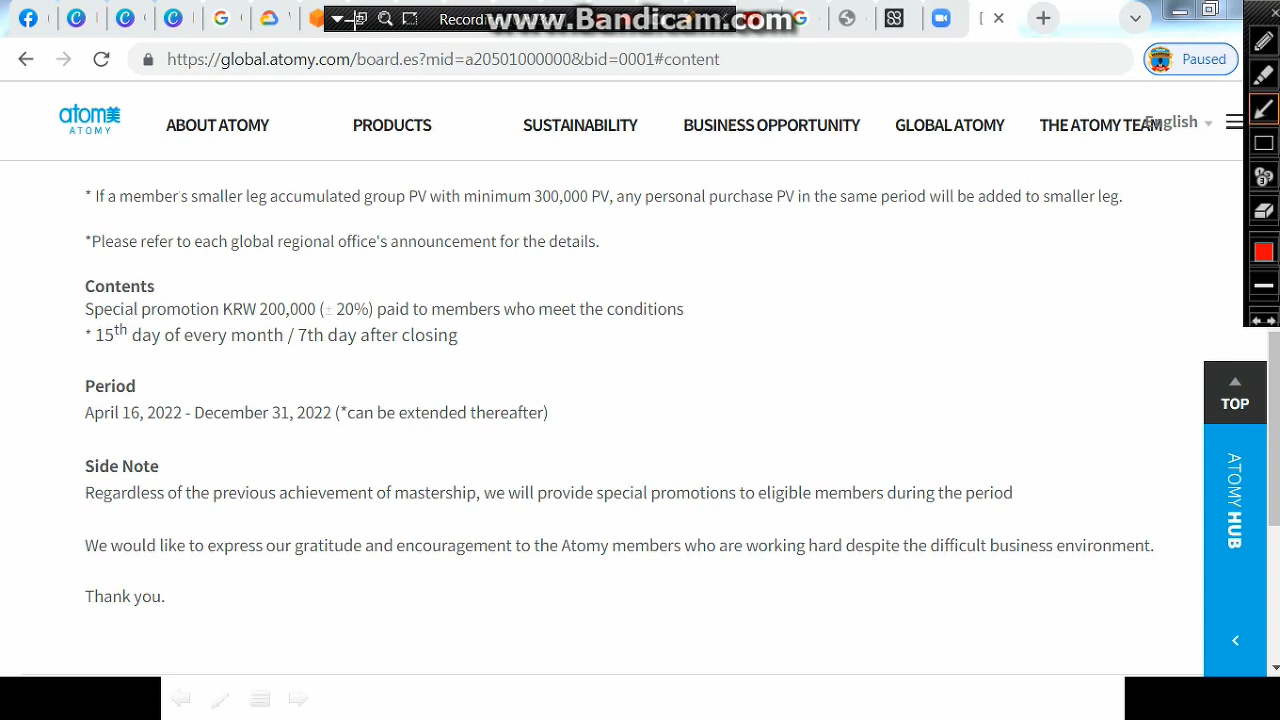 Record
www.Bandicam.com
https://global.atomy.com/board.es?mid=20501000000&bid=0001#content
Paused
atom美
ATOMY
ABOUT ATOMY
PRODUCTS
SUSTAINABILITY
BUSINESS OPPORTUNITY
GLOBAL ATOMY
THE ATOMY TEAM
English
* If a member's smaller leg accumulated group PV with minimum 300,000 PV, any personal purchase PV in the same period will be added to smaller leg.
*Please refer to each global regional office's announcement for the details.
Contents
Special promotion KRW 200,000 (± 20%) paid to members who meet the conditions
* 15th day of every month / 7th day after closing
Period
April 16, 2022 - December 31, 2022 (*can be extended thereafter)
Side Note
Regardless of the previous achievement of mastership, we will provide special promotions to eligible members during the period
We would like to express our gratitude and encouragement to the Atomy members who are working hard despite the difficult business environment.
Thank you.
TOP
ATOMY HUB